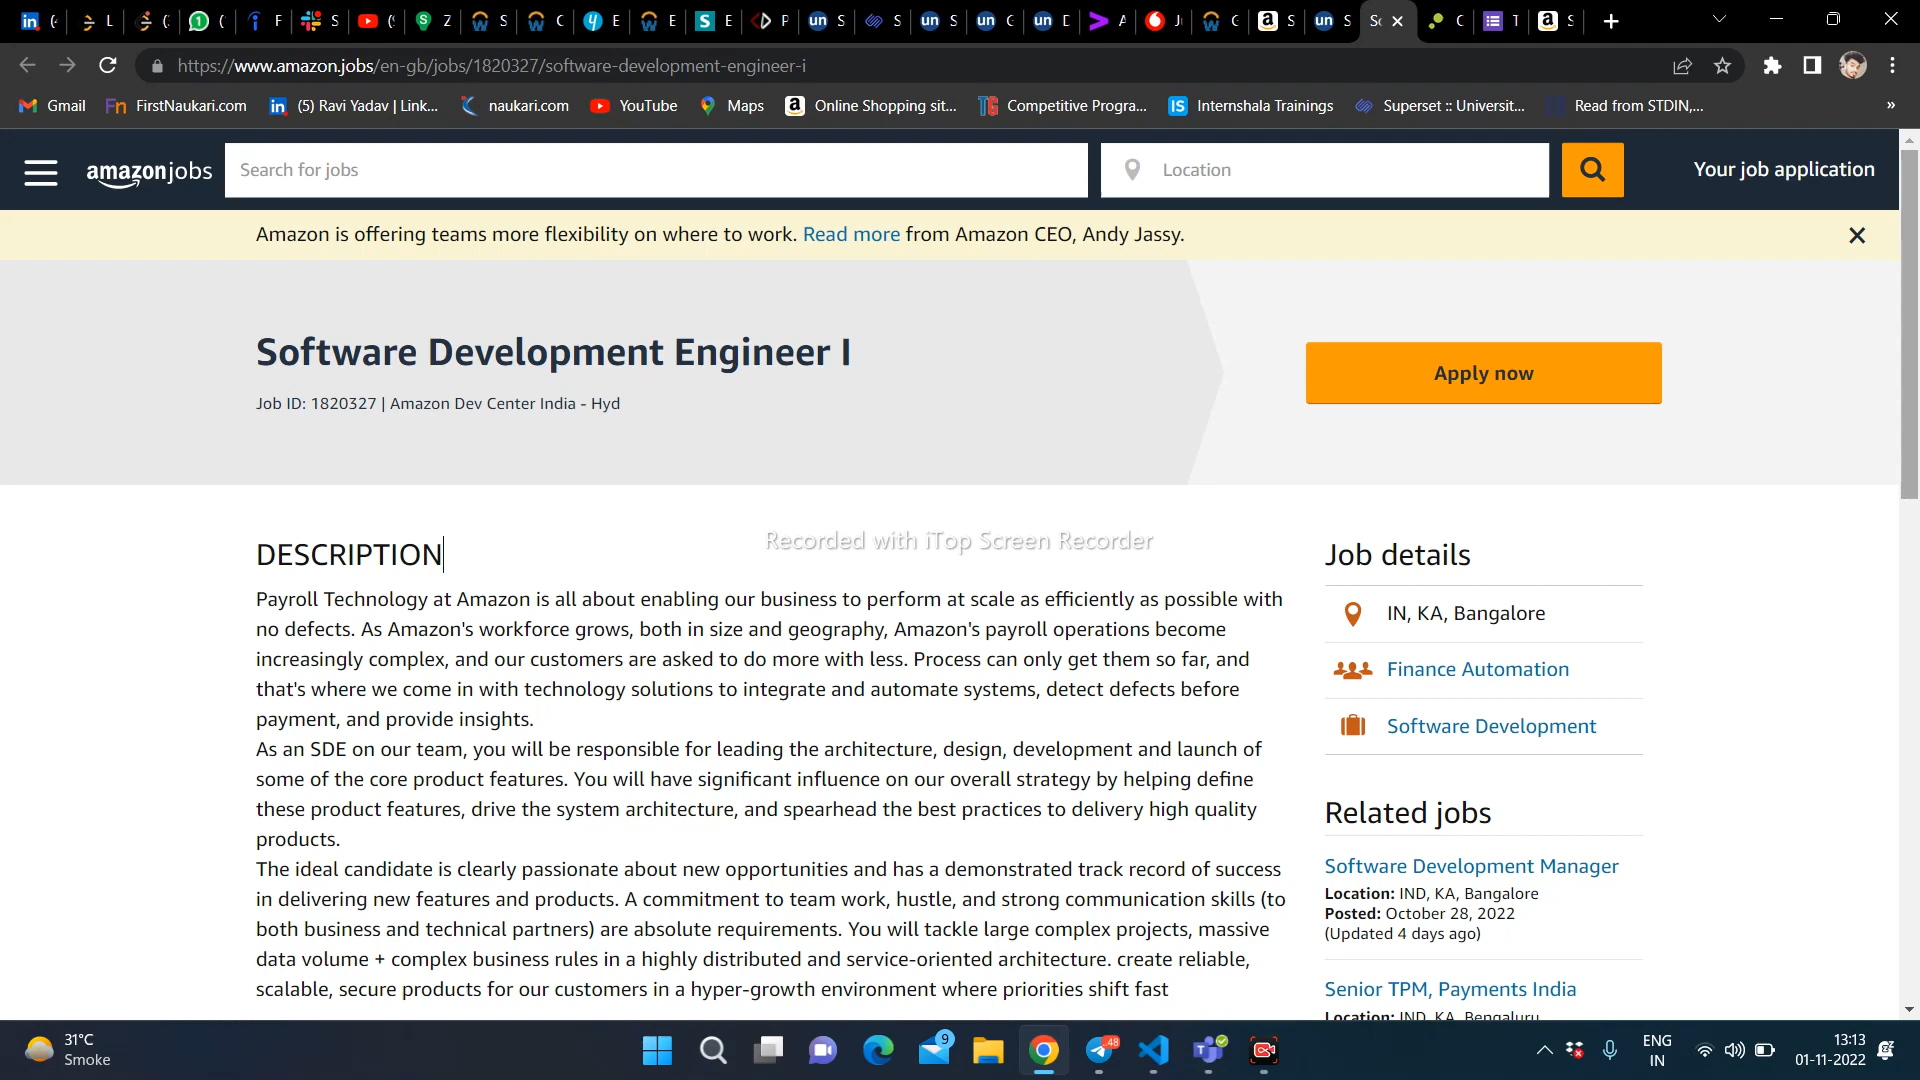 https://www.amazon.jobs/en-gb/jobs/1820327/software-development-engineer-i
Gmail
FirstNaukari.com
(5) Ravi Yadav | Link...
naukari.com
YouTube
Maps
Online Shopping sit...
Competitive Progra...
Internshala Trainings
Superset :: Universit...
Read from STDIN,...
»
amazon jobs
Search for jobs
Location
Your job application
Amazon is offering teams more flexibility on where to work. Read more from Amazon CEO, Andy Jassy.
Software Development Engineer I
Job ID: 1820327 | Amazon Dev Center India - Hyd
Apply now
Recorded with iTop Screen Recorder
DESCRIPTION
Payroll Technology at Amazon is all about enabling our business to perform at scale as efficiently as possible with
no defects. As Amazon's workforce grows, both in size and geography, Amazon's payroll operations become
increasingly complex, and our customers are asked to do more with less. Process can only get them so far, and
that's where we come in with technology solutions to integrate and automate systems, detect defects before
payment, and provide insights.
As an SDE on our team, you will be responsible for leading the architecture, design, development and launch of
some of the core product features. You will have significant influence on our overall strategy by helping define
these product features, drive the system architecture, and spearhead the best practices to delivery high quality
products.
The ideal candidate is clearly passionate about new opportunities and has a demonstrated track record of success
in delivering new features and products. A commitment to team work, hustle, and strong communication skills (to
both business and technical partners) are absolute requirements. You will tackle large complex projects, massive
data volume + complex business rules in a highly distributed and service-oriented architecture. create reliable,
scalable, secure products for our customers in a hyper-growth environment where priorities shift fast
Job details
IN, KA, Bangalore
Finance Automation
Software Development
Related jobs
Software Development Manager
Location: IND, KA, Bangalore
Posted: October 28, 2022
(Updated 4 days ago)
Senior TPM, Payments India
Location: IND, KA, Bengaluru
31°C
Smoke
9
48
ENG
IN
13:13
01-11-2022